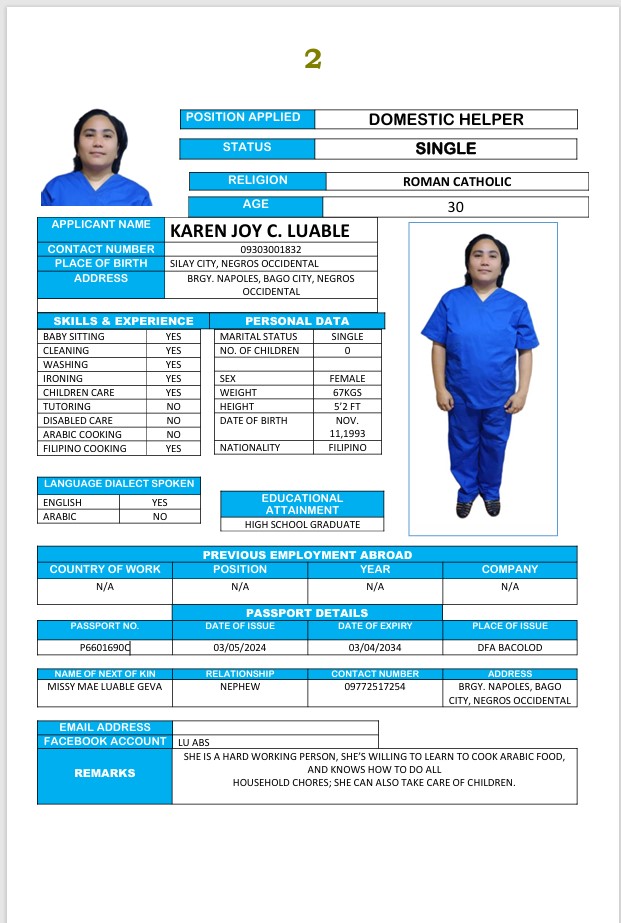 2
POSITION APPLIED DOMESTIC HELPER
STATUS SINGLE
RELIGION ROMAN CATHOLIC
AGE 30
APPLICANT NAME KAREN JOY C. LUABLE
CONTACT NUMBER 09303001832
PLACE OF BIRTH SILAY CITY, NEGROS OCCIDENTAL
ADDRESS BRGY. NAPOLES, BAGO CITY, NEGROS
OCCIDENTAL
SKILLS & EXPERIENCE PERSONAL DATA
BABY SITTING YES MARITAL STATUS SINGLE
CLEANING YES NO. OF CHILDREN 0
WASHING YES
IRONING YES SEX FEMALE
CHILDREN CARE YES WEIGHT 67KGS
TUTORING NO HEIGHT 5'2 FT
DISABLED CARE NO DATE OF BIRTH NOV.
ARABIC COOKING NO 11,1993
FILIPINO COOKING YES NATIONALITY FILIPINO
LANGUAGE DIALECT SPOKEN
ENGLISH YES
ARABIC NO
EDUCATIONAL
ATTAINMENT
HIGH SCHOOL GRADUATE
PREVIOUS EMPLOYMENT ABROAD
COUNTRY OF WORK POSITION YEAR COMPANY
N/A N/A N/A N/A
PASSPORT DETAILS
PASSPORT NO. DATE OF ISSUE DATE OF EXPIRY PLACE OF ISSUE
P6601690C 03/05/2024 03/04/2034 DFA BACOLOD
NAME OF NEXT OF KIN RELATIONSHIP CONTACT NUMBER ADDRESS
MISSY MAE LUABLE GEVA NEPHEW 09772517254 BRGY. NAPOLES, BAGO
CITY, NEGROS OCCIDENTAL
EMAIL ADDRESS
FACEBOOK ACCOUNT LU ABS
REMARKS SHE IS A HARD WORKING PERSON, SHE'S WILLING TO LEARN TO COOK ARABIC FOOD,
AND KNOWS HOW TO DO ALL
HOUSEHOLD CHORES; SHE CAN ALSO TAKE CARE OF CHILDREN.